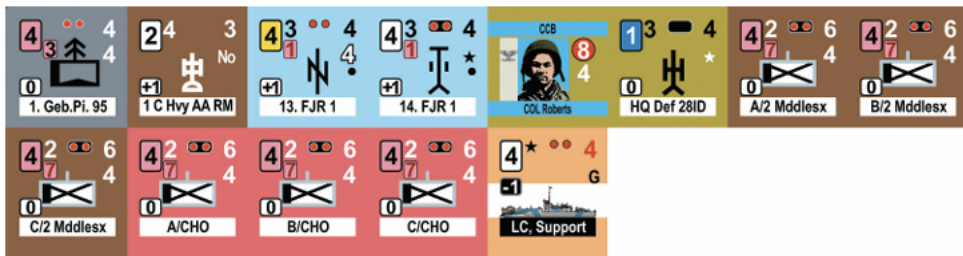 4 4
3 4
0
1. Geb.Pi. 95
2 4 3
No
+1
1 C Hvy AA RM
4 3 4
1 4
+1
13. FJR 1
4 3 4
1
+1
14. FJR 1
CCB
8
4
COL Roberts
1 3 4
0
HQ Def 28ID
4 2 6
7 4
0
A/2 Mddlesx
4 2 6
7 4
0
B/2 Mddlesx
4 2 6
7 4
0
C/2 Mddlesx
4 2 6
7 4
0
A/CHO
4 2 6
7 4
0
B/CHO
4 2 6
7 4
0
C/CHO
4 4
G
-1
LC, Support